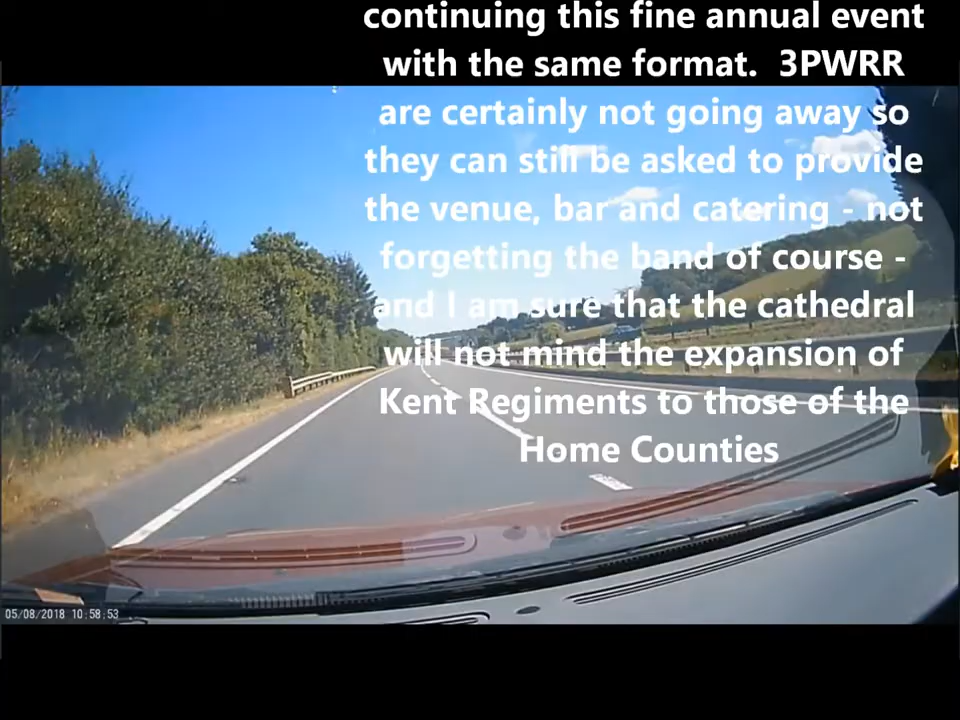 continuing this fine annual event
with the same format.  3PWRR
are certainly not going away so
they can still be asked to provide
the venue, bar and catering - not
forgetting the band of course -
and I am sure that the cathedral
will not mind the expansion of
Kent Regiments to those of the
Home Counties
05/08/2018 10:58:53